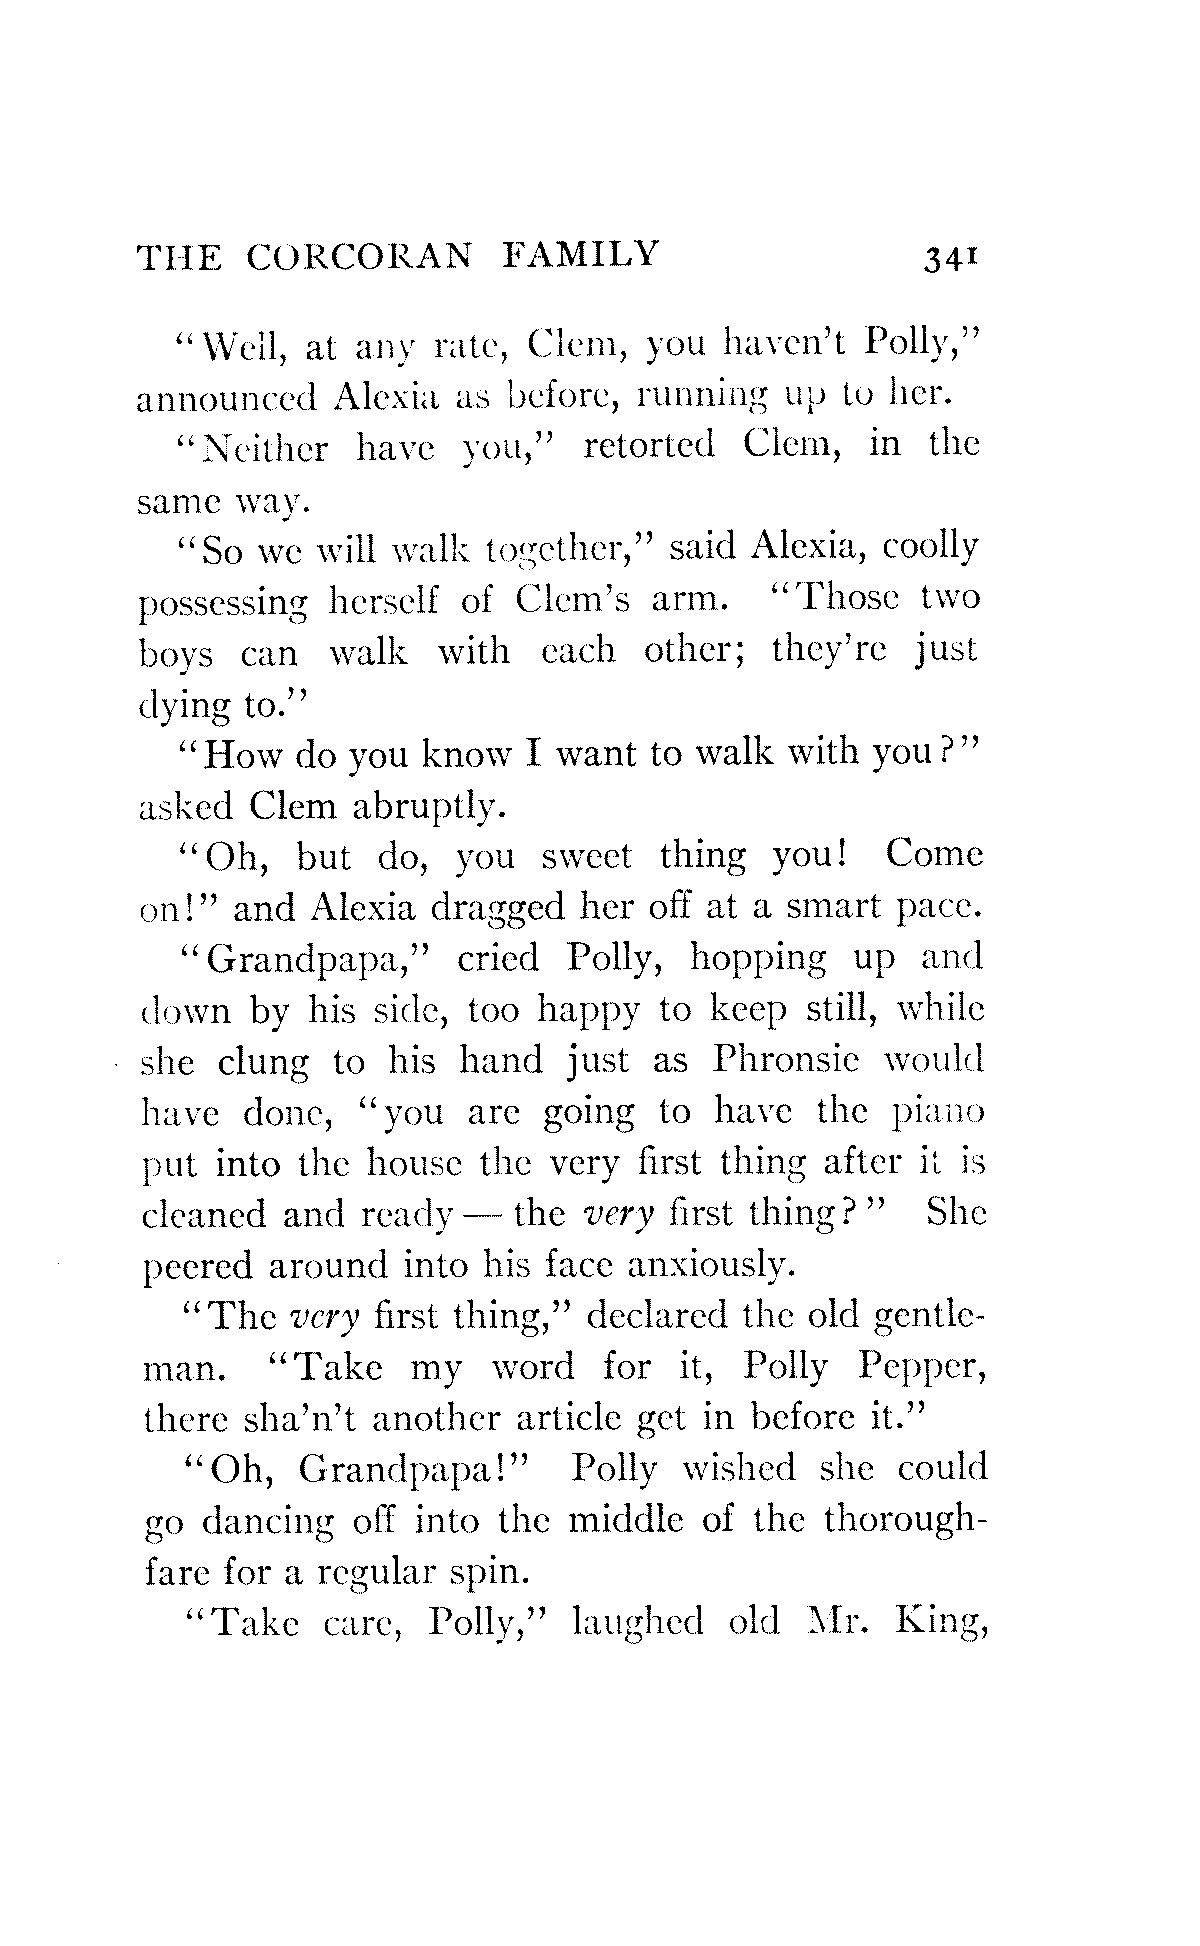 THE CORCORAN FAMILY 341
"Well, at any rate, Clem, you haven't Polly,"
announced Alexia as before, running up to her.
"Neither have you," retorted Clem, in the
same way.
"So we will walk together," said Alexia, coolly
possessing herself of Clem's arm. "Those two
boys can walk with each other; they're just
dying to."
"How do you know I want to walk with you?"
asked Clem abruptly.
"Oh, but do, you sweet thing you! Come
on!" and Alexia dragged her off at a smart pace.
"Grandpapa," cried Polly, hopping up and
down by his side, too happy to keep still, while
she clung to his hand just as Phronsie would
have done, "you are going to have the piano
put into the house the very first thing after it is
cleaned and ready — the very first thing?" She
peered around into his face anxiously.
"The very first thing," declared the old gentle-
man. "Take my word for it, Polly Pepper,
there sha'n't another article get in before it."
"Oh, Grandpapa!" Polly wished she could
go dancing off into the middle of the thorough-
fare for a regular spin.
"Take care, Polly," laughed old Mr. King,